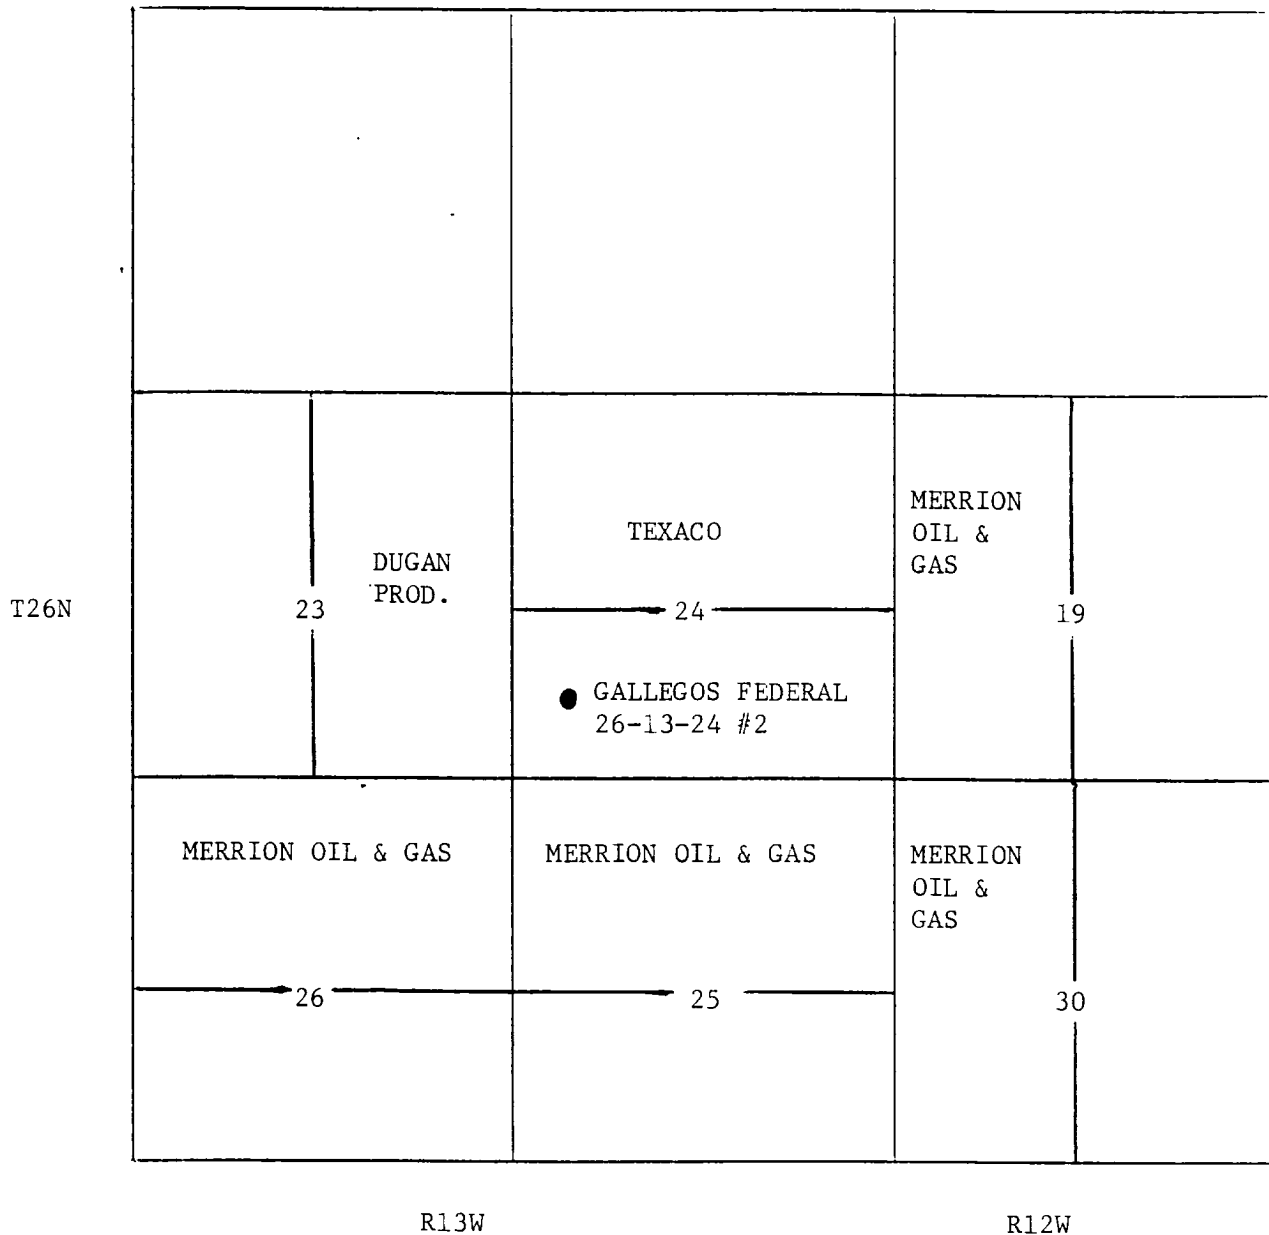 MERRION
OIL &
GAS
TEXACO
DUGAN
PROD.
T26N
23
24
19
GALLEGOS FEDERAL
26-13-24 #2
MERRION OIL & GAS
MERRION OIL & GAS
MERRION
OIL &
GAS
26
25
30
R13W
R12W